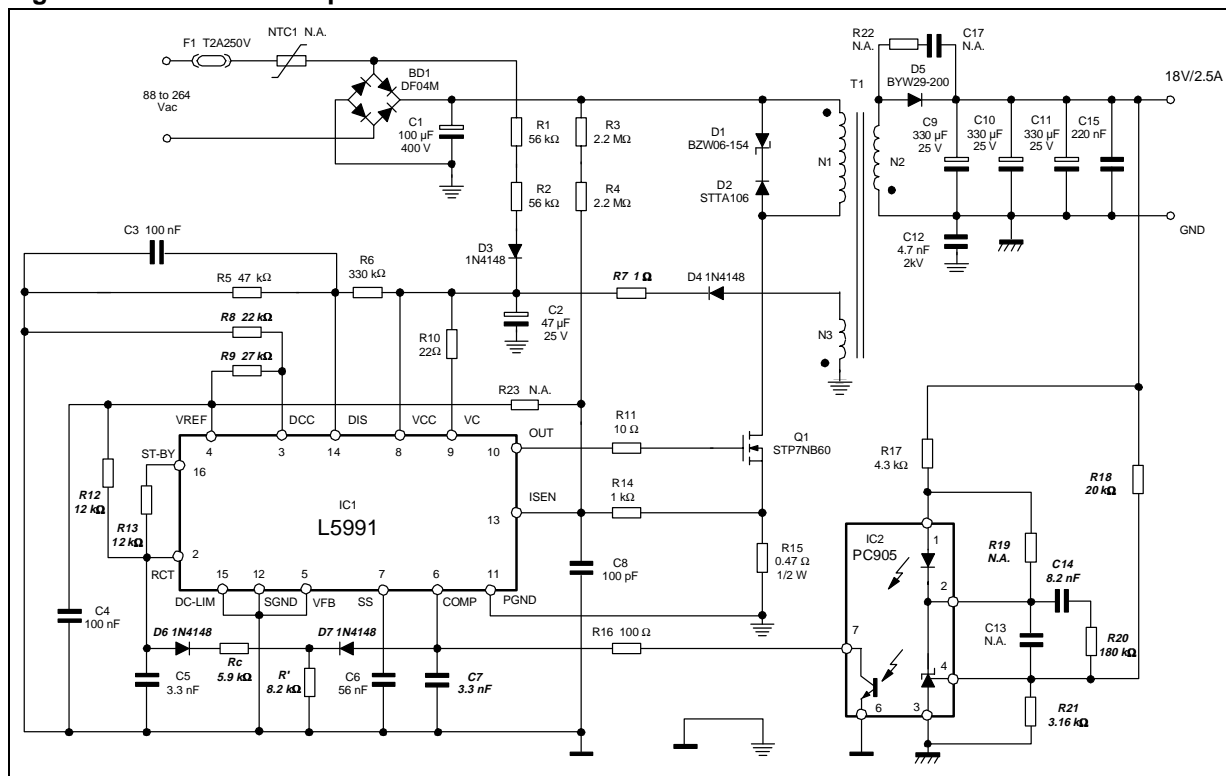 F1 T2A250V
NTC1 N.A.
88 to 264
Vac
BD1
DF04M
C1
100 µF
400 V
R1
56 kΩ
R3
2.2 MΩ
R2
56 kΩ
R4
2.2 MΩ
D1
BZW06-154
D2
STTA106
N1
T1
R22
N.A.
C17
N.A.
D5
BYW29-200
18V/2.5A
C9
330 µF
25 V
C10
330 µF
25 V
C11
330 µF
25 V
C15
220 nF
N2
GND
C12
4.7 nF
2kV
C3 100 nF
D3
1N4148
R5 47 kΩ
R6
330 kΩ
R7 1 Ω
D4 1N4148
R8 22 kΩ
R9 27 kΩ
R10
22Ω
C2
47 µF
25 V
N3
R23 N.A.
VREF
DCC
DIS
VCC
VC
OUT
4
3
14
8
9
10
ST-BY
16
R11
10 Ω
Q1
STP7NB60
R12
12 kΩ
R13
12 kΩ
IC1
L5991
ISEN
13
R14
1 kΩ
R15
0.47 Ω
1/2 W
2
RCT
15
12
5
7
6
11
DC-LIM
SGND
VFB
SS
COMP
PGND
C8
100 pF
C4
100 nF
D6 1N4148
D7 1N4148
Rc
5.9 kΩ
R'
8.2 kΩ
C5
3.3 nF
C6
56 nF
C7
3.3 nF
R16 100 Ω
R17
4.3 kΩ
R18
20 kΩ
IC2
PC905
1
2
7
4
6
3
R19
N.A.
C14
8.2 nF
C13
N.A.
R20
180 kΩ
R21
3.16 kΩ